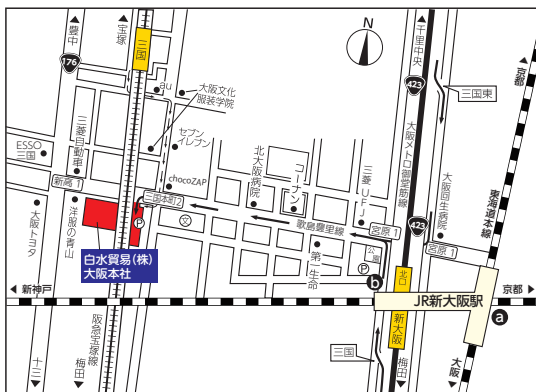 豊中
宝塚
三国
N
千里中央
京都
176
423
三国東
au
大阪文化
服装学院
三菱自動車
セブン
イレブン
ESSO
三国
chocoZAP
北大阪病院
コーナン
三菱UFJ
大阪メトロ御堂筋線
大阪回生病院
東海道本線
新高1
三国本町2
大阪トヨタ
洋服の青山
P
文
歌島豊里線
宮原1
423
宮原1
第一生命
公園
P
白水貿易(株)
大阪本社
b
北口
新神戸
JR新大阪駅
京都
a
阪急宝塚線
新大阪
三国
十三
梅田
梅田
大阪